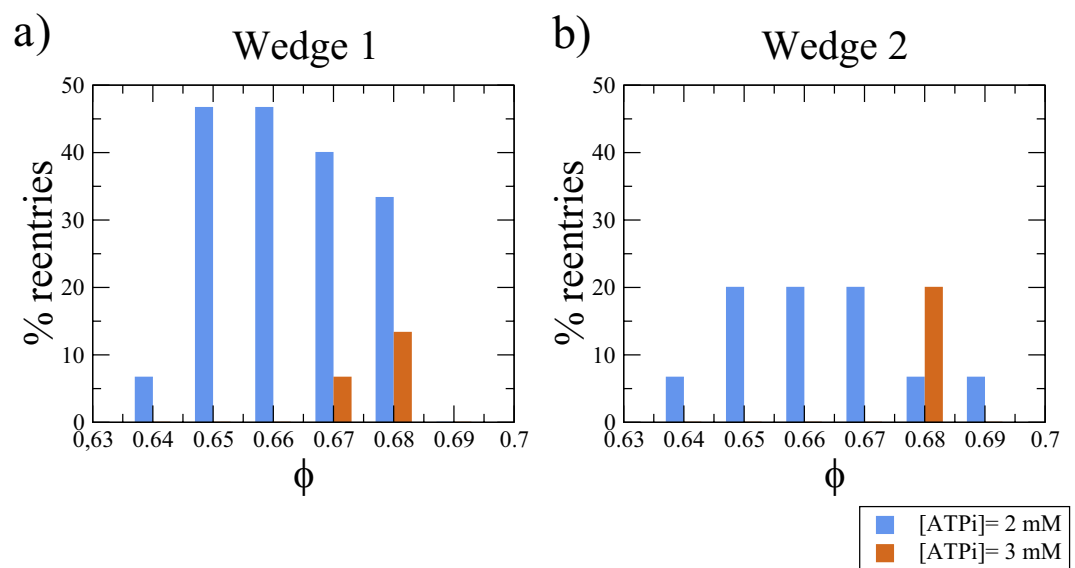 a)
Wedge 1
50
40
30
20
10
0
% reentries
0,63 0.64 0.65 0.66 0.67 0.68 0.69 0.7
ϕ
b)
Wedge 2
50
40
30
20
10
0
% reentries
0.63 0.64 0.65 0.66 0.67 0.68 0.69 0.7
ϕ
[ATPi]= 2 mM
[ATPi]= 3 mM